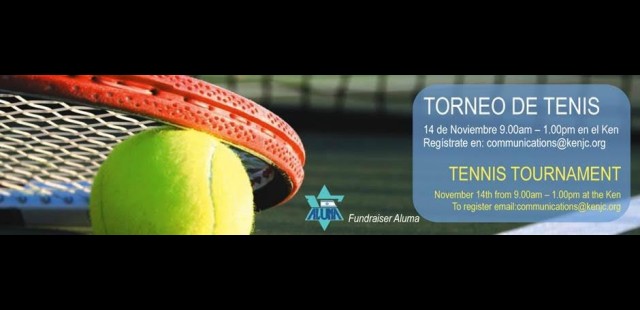 TORNEO DE TENIS
14 de Noviembre 9.00am – 1.00pm en el Ken
Regístrate en: communications@kenjc.org
TENNIS TOURNAMENT
November 14th from 9.00am – 1.00pm at the Ken
To register email:communications@kenjc.org
ALUMA
Fundraiser Aluma